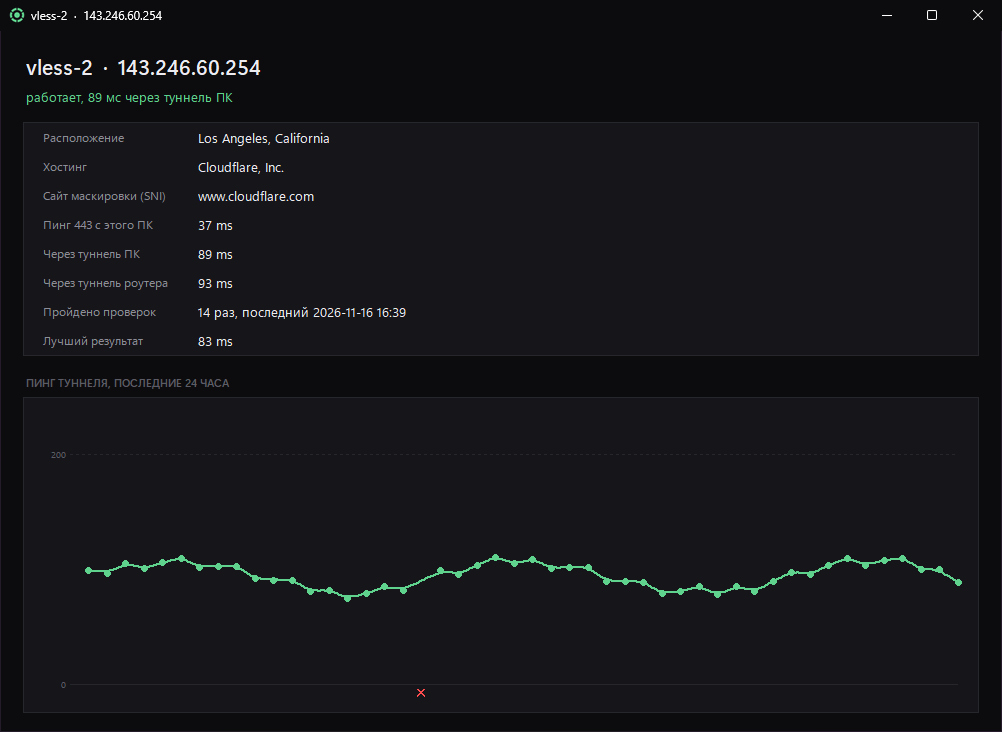 vless-2 · 143.246.60.254
vless-2 · 143.246.60.254
работает, 89 мс через туннель ПК
Расположение Los Angeles, California
Хостинг Cloudflare, Inc.
Сайт маскировки (SNI) www.cloudflare.com
Пинг 443 с этого ПК 37 ms
Через туннель ПК 89 ms
Через туннель роутера 93 ms
Пройдено проверок 14 раз, последний 2026-11-16 16:39
Лучший результат 83 ms
ПИНГ ТУННЕЛЯ, ПОСЛЕДНИЕ 24 ЧАСА
200
0